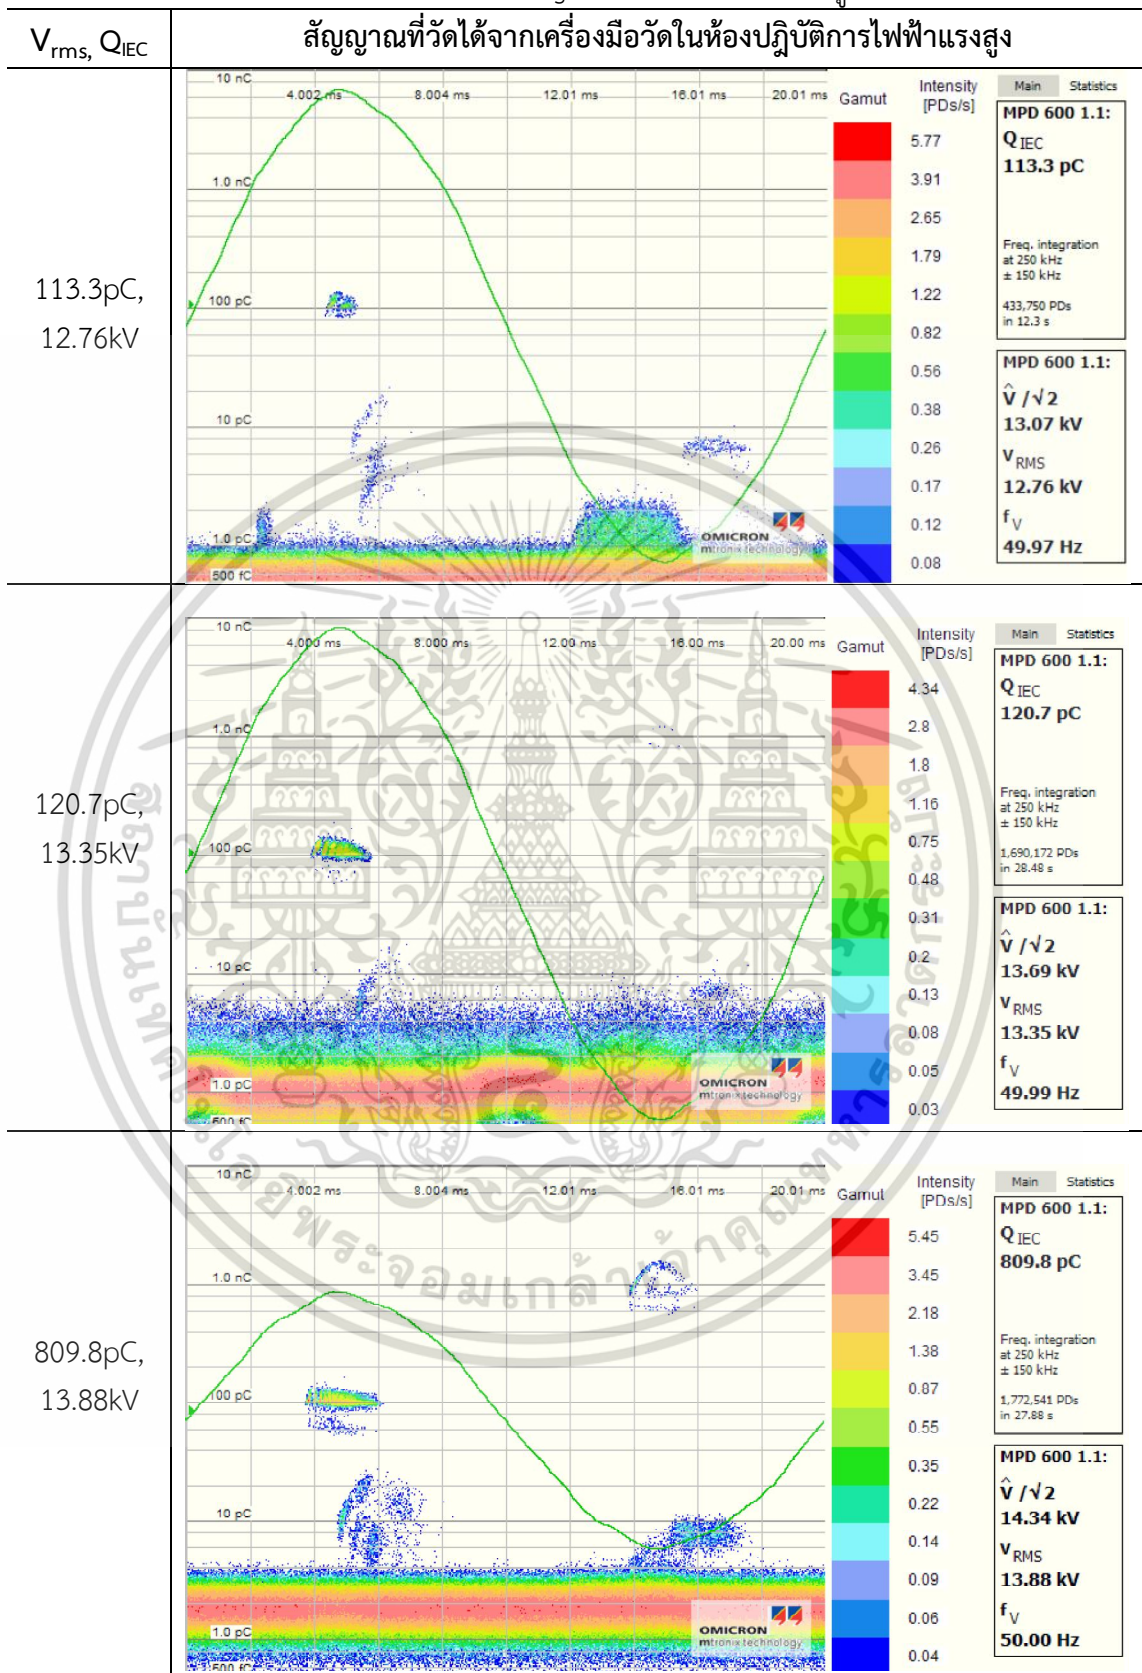 V rms, Q IEC
สัญญาณที่วัดได้จากเครื่องมือวัดในห้องปฏิบัติการไฟฟ้าแรงสูง
113.3pC,
12.76kV
10 nC
4.002 ms 8.004 ms 12.01 ms 16.01 ms 20.01 ms
1.0 nC
100 pC
10 pC
1.0 pC
500 fC
OMICRON
mtronix technology
Gamut
Intensity
[PDs/s]
5.77
3.91
2.65
1.79
1.22
0.82
0.56
0.38
0.26
0.17
0.12
0.08
Main Statistics
MPD 600 1.1:
Q IEC
113.3 pC
Freq. integration
at 250 kHz
± 150 kHz
433,750 PDs
in 12.3 s
MPD 600 1.1:
V̂ /√2
13.07 kV
V RMS
12.76 kV
f V
49.97 Hz
120.7pC,
13.35kV
10 nC
4.000 ms 8.000 ms 12.00 ms 16.00 ms 20.00 ms
1.0 nC
100 pC
10 pC
1.0 pC
500 fC
OMICRON
mtronix technology
Gamut
Intensity
[PDs/s]
4.34
2.8
1.8
1.16
0.75
0.48
0.31
0.2
0.13
0.08
0.05
0.03
Main Statistics
MPD 600 1.1:
Q IEC
120.7 pC
Freq. integration
at 250 kHz
± 150 kHz
1,690,172 PDs
in 28.48 s
MPD 600 1.1:
V̂ /√2
13.69 kV
V RMS
13.35 kV
f V
49.99 Hz
809.8pC,
13.88kV
10 nC
4.002 ms 8.004 ms 12.01 ms 16.01 ms 20.01 ms
1.0 nC
100 pC
10 pC
1.0 pC
500 fC
OMICRON
mtronix technology
Gamut
Intensity
[PDs/s]
5.45
3.45
2.18
1.38
0.87
0.55
0.35
0.22
0.14
0.09
0.06
0.04
Main Statistics
MPD 600 1.1:
Q IEC
809.8 pC
Freq. integration
at 250 kHz
± 150 kHz
1,772,541 PDs
in 27.88 s
MPD 600 1.1:
V̂ /√2
14.34 kV
V RMS
13.88 kV
f V
50.00 Hz